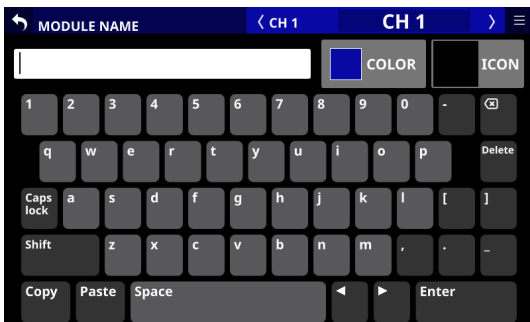 MODULE NAME 〈 CH 1 CH 1 〉
COLOR ICON
1 2 3 4 5 6 7 8 9 0 -
q w e r t y u i o p Delete
Caps lock a s d f g h j k l [ ]
Shift z x c v b n m , . _
Copy Paste Space ◀ ▶ Enter